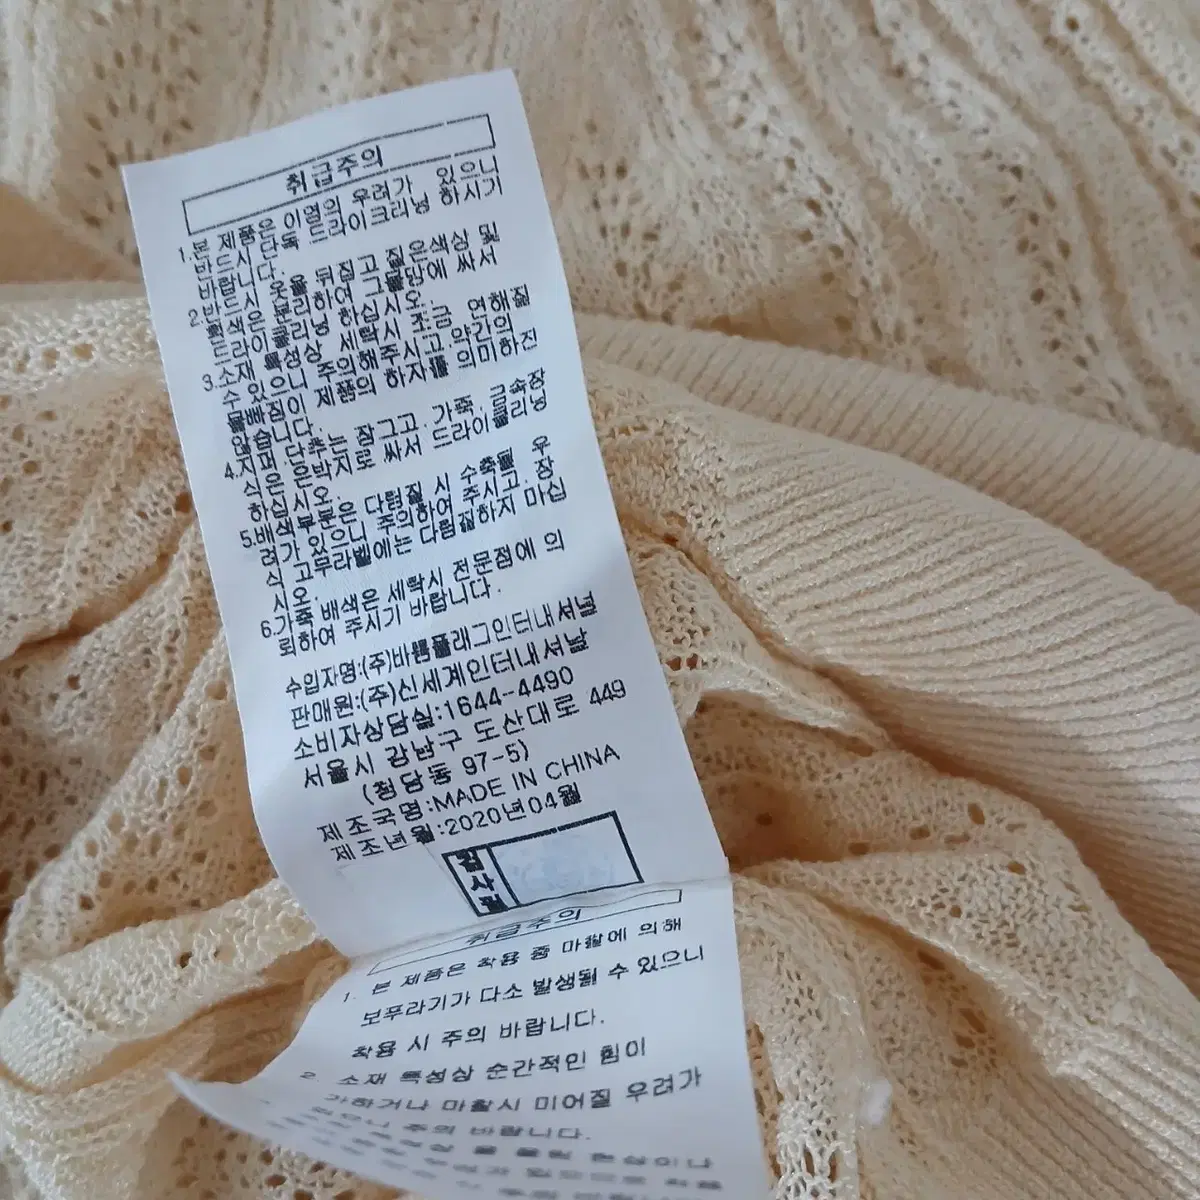 취급주의
1.본 제품은 이염의 우려가 있으니
반드시 단독 드라이크리닝 하시기
바랍니다.
2.반드시 옷을 뒤집고 짙은색상 및
흰색은 분리하여 그물망에 싸서
드라이클리닝 하십시오.
3.소재 특성상 세탁시 조금 연해질
수 있으니 주의해주시고 약간의
물빠짐이 제품의 하자를 의미하진
않습니다.
4.지퍼,단추는 잠그고,가죽,금속장
식은 은박지로 싸서 드라이클리닝
하십시오.
5.배색부분은 다림질 시 수축될 우
려가 있으니 주의하여 주시고,장
식 고무라벨에는 다림질하지 마십
시오.
6.가죽 배색은 세탁시 전문점에 의
뢰하여 주시기 바랍니다.
수입자명:(주)바램플래그인터내셔널
판매원:(주)신세계인터내셔날
소비자상담실:1644-4490
서울시 강남구 도산대로 449
(청담동 97-5)
제조국명:MADE IN CHINA
제조년월:2020년04월
검사필
취급주의
1. 본 제품은 착용 중 마찰에 의해
보푸라기가 다소 발생될 수 있으니
착용 시 주의 바랍니다.
2. 소재 특성상 순간적인 힘이
가하거나 마찰시 미어질 우려가
있으니 주의 바랍니다.